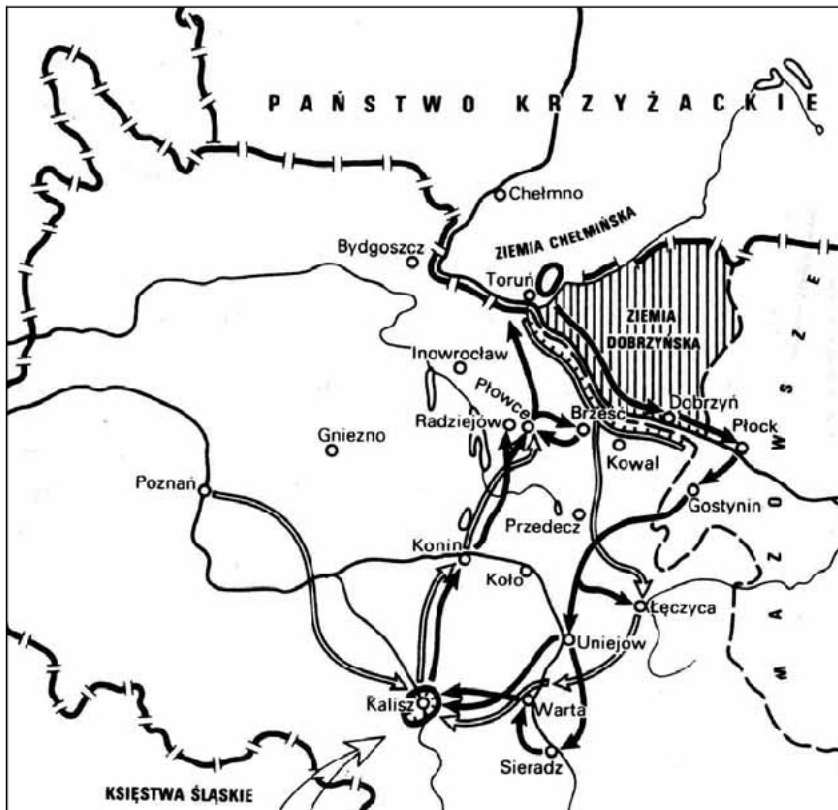 PAŃSTWO KRZYŻACKIE
Chełmno
ZIEMIA CHEŁMIŃSKA
Bydgoszcz
Toruń
ZIEMIA
DOBRZYŃSKA
Inowrocław
Płowce
Radziejów
Brześć
Dobrzyń
Płock
Gniezno
Kowal
Poznań
Gostynin
Przedecz
Konin
Koło
Łęczyca
Uniejów
Kalisz
Warta
Sieradz
KSIĘSTWA ŚLĄSKIE
MAZOWSZE